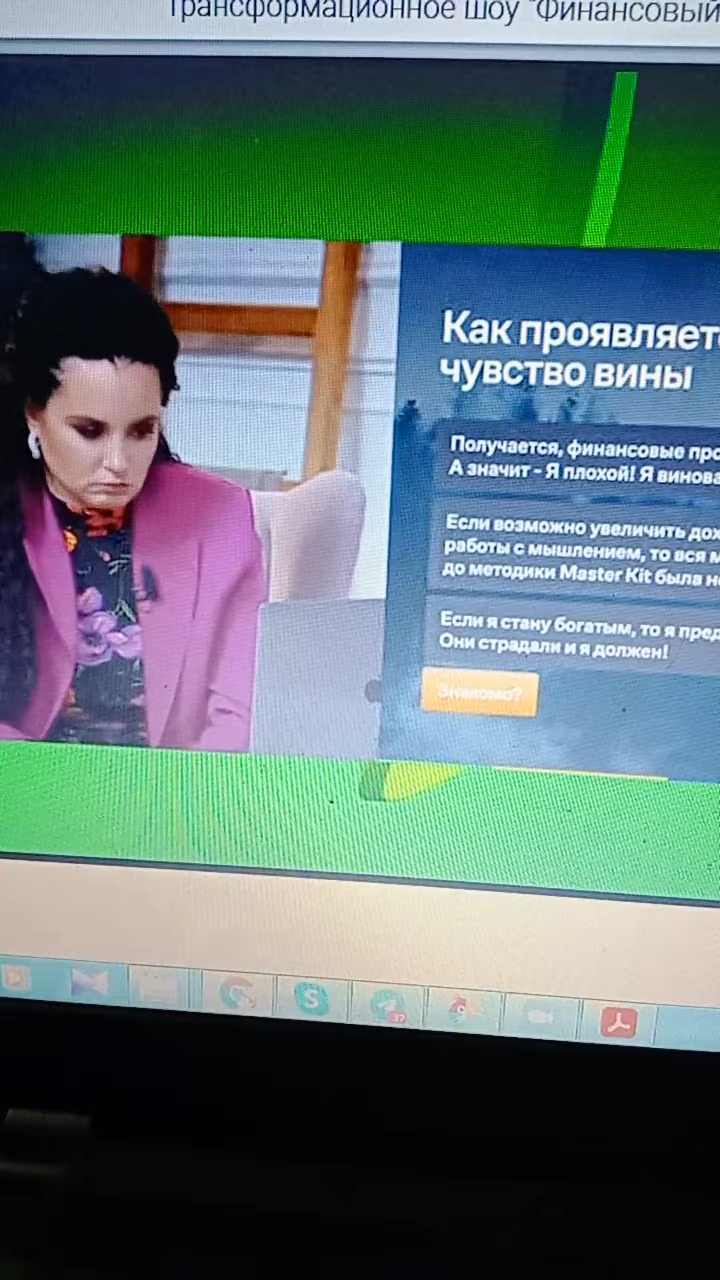 Трансформационное шоу "Финансовый
Как проявляет
чувство вины
Получается, финансовые про
А значит - Я плохой! Я винова
Если возможно увеличить дох
работы с мышлением, то вся м
до методики Master Kit была н
Если я стану богатым, то я пред
Они страдали и я должен!
Знакомо?
S
37